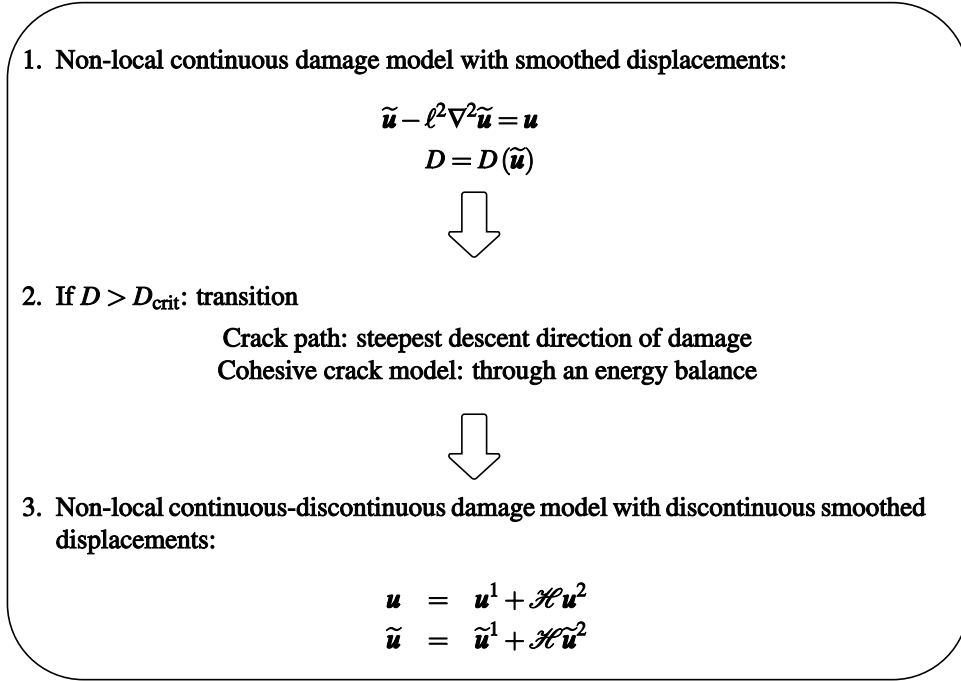 1. Non-local continuous damage model with smoothed displacements:
ũ − ℓ²∇²ũ = u
D = D(ũ)
2. If D > D_crit: transition
Crack path: steepest descent direction of damage
Cohesive crack model: through an energy balance
3. Non-local continuous-discontinuous damage model with discontinuous smoothed
displacements:
u = u¹ + ℋu²
ũ = ũ¹ + ℋũ²